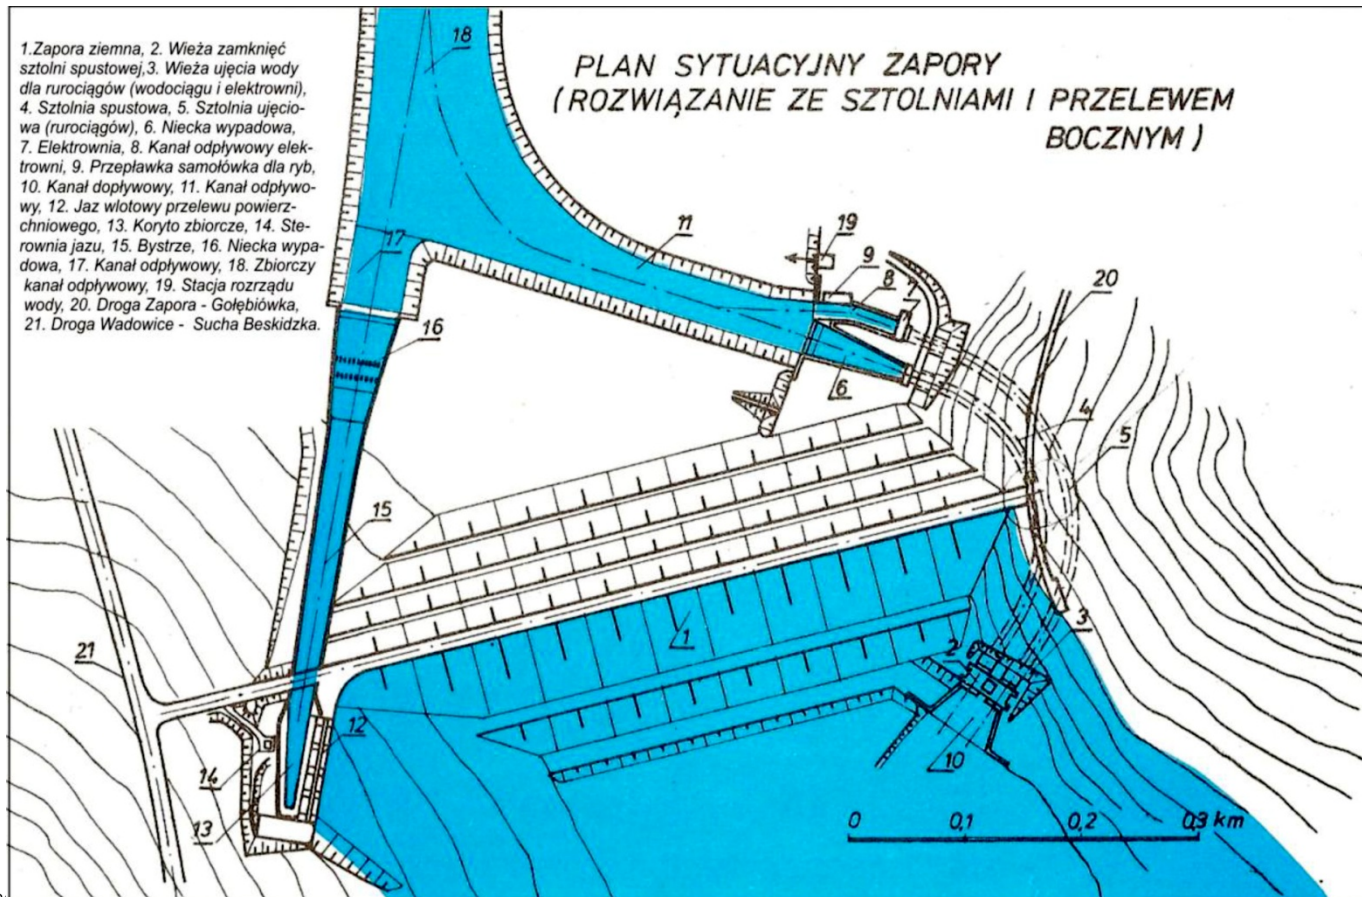 1.Zapora ziemna, 2. Wieża zamknięć
sztolni spustowej,3. Wieża ujęcia wody
dla rurociągów (wodociągu i elektrowni),
4. Sztolnia spustowa, 5. Sztolnia ujęcio-
wa (rurociągów), 6. Niecka wypadowa,
7. Elektrownia, 8. Kanał odpływowy elek-
trowni, 9. Przepławka samołówka dla ryb,
10. Kanał dopływowy, 11. Kanał odpływo-
wy, 12. Jaz wlotowy przelewu powierz-
chniowego, 13. Koryto zbiorcze, 14. Ste-
rownia jazu, 15. Bystrze, 16. Niecka wypa-
dowa, 17. Kanał odpływowy, 18. Zbiorczy
kanał odpływowy, 19. Stacja rozrządu
wody, 20. Droga Zapora - Gołębiówka,
21. Droga Wadowice - Sucha Beskidzka.
PLAN SYTUACYJNY ZAPORY
(ROZWIĄZANIE ZE SZTOLNIAMI I PRZELEWEM
BOCZNYM)
18
11
19
17
9
8
7
20
16
6
4
5
15
1
2
3
21
12
14
10
13
0 0,1 0,2 0,3 km